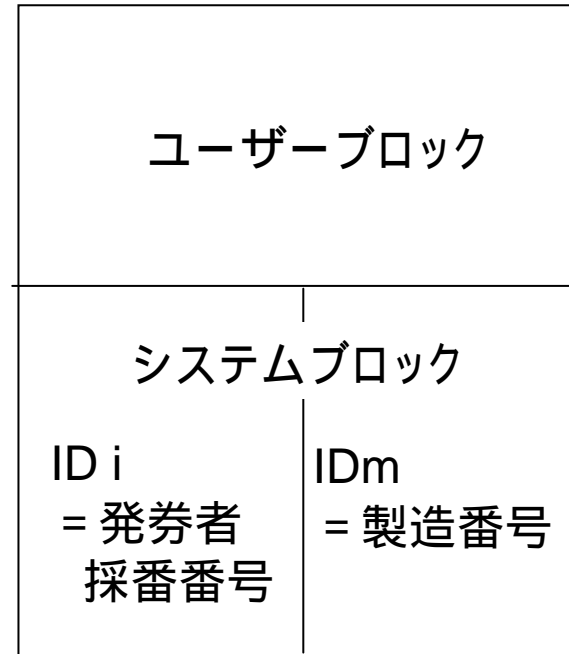 ユーザーブロック
システムブロック
ID i
= 発券者
採番番号
IDm
= 製造番号